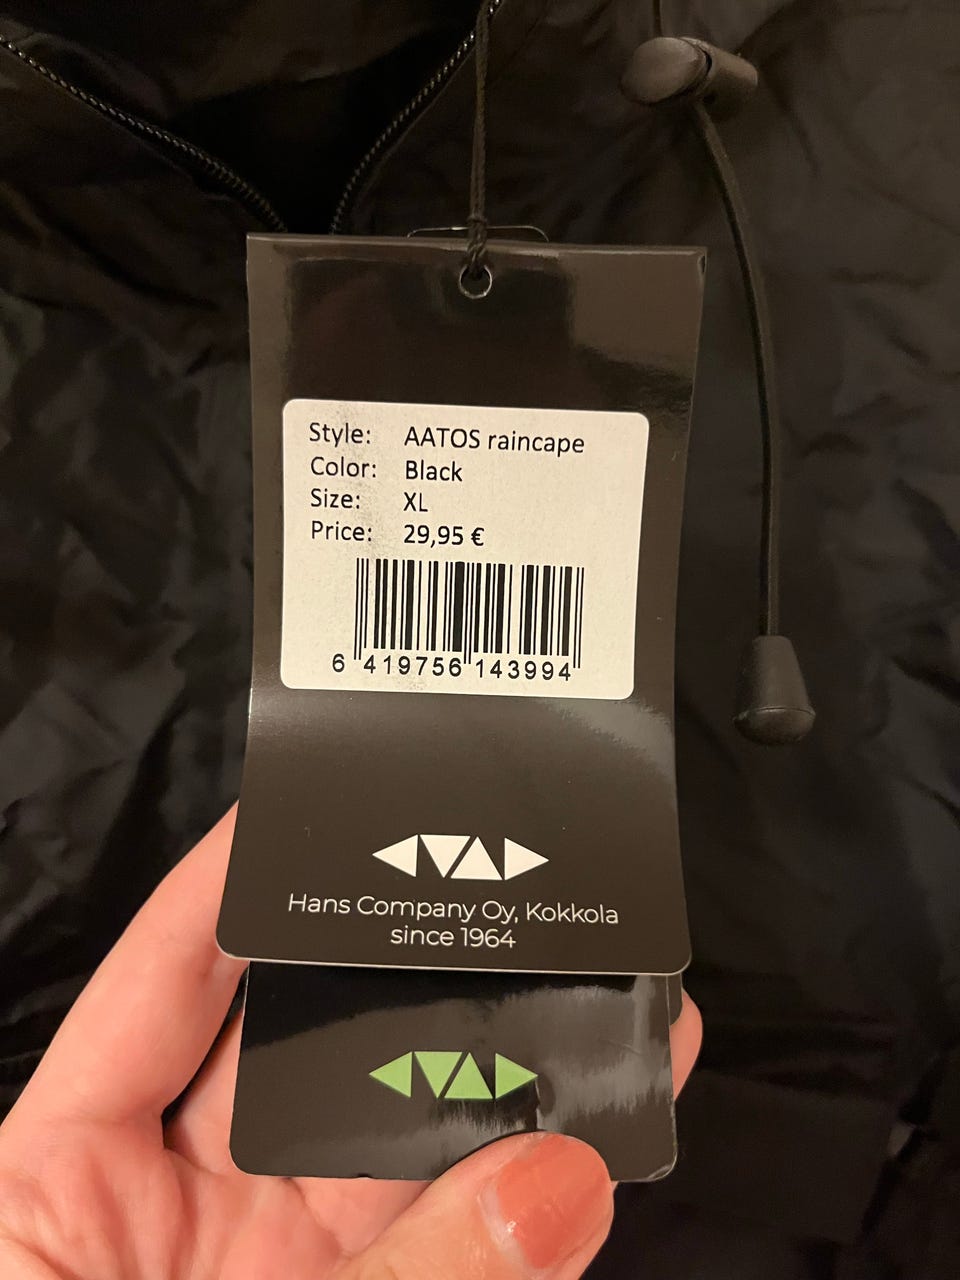 Style: AATOS raincape
Color: Black
Size: XL
Price: 29,95 €
6 419756 143994
Hans Company Oy, Kokkola
since 1964